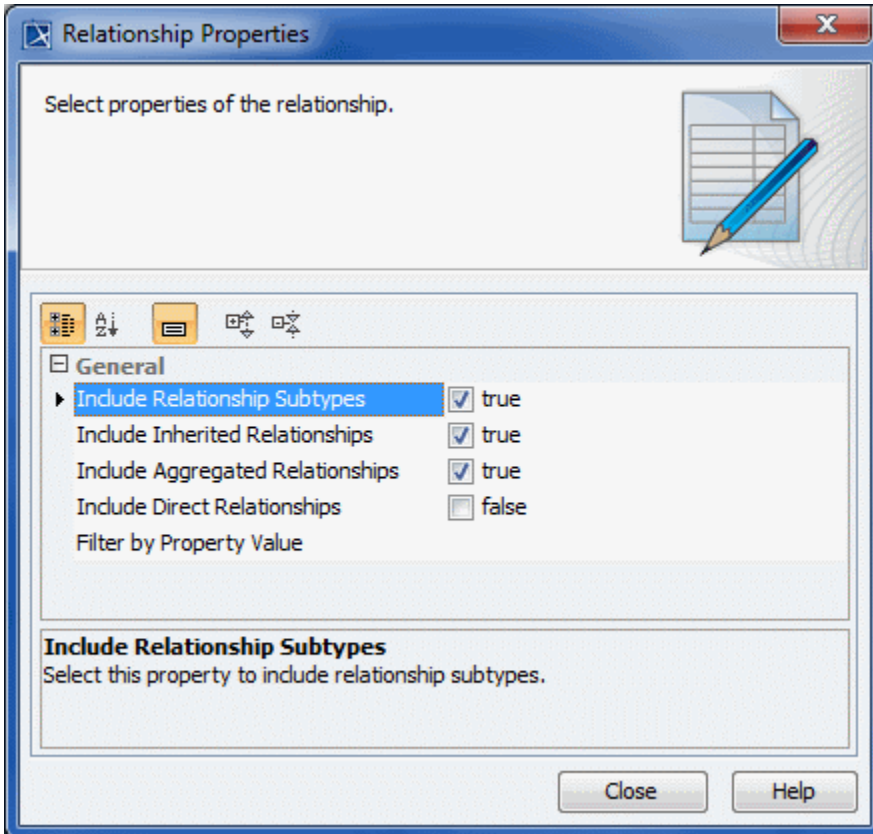 Relationship Properties
Select properties of the relationship.
General
Include Relationship Subtypes true
Include Inherited Relationships true
Include Aggregated Relationships true
Include Direct Relationships false
Filter by Property Value
Include Relationship Subtypes
Select this property to include relationship subtypes.
Close Help